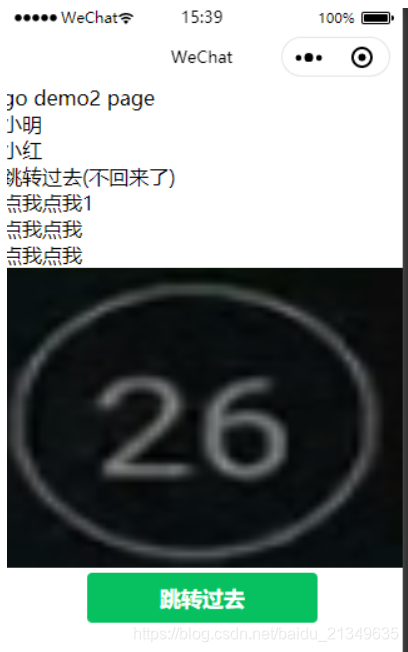 WeChat 15:39 100%
WeChat
go demo2 page
小明
小红
跳转过去(不回来了)
点我点我1
点我点我
点我点我
26
跳转过去
https://blog.csdn.net/baidu_21349635